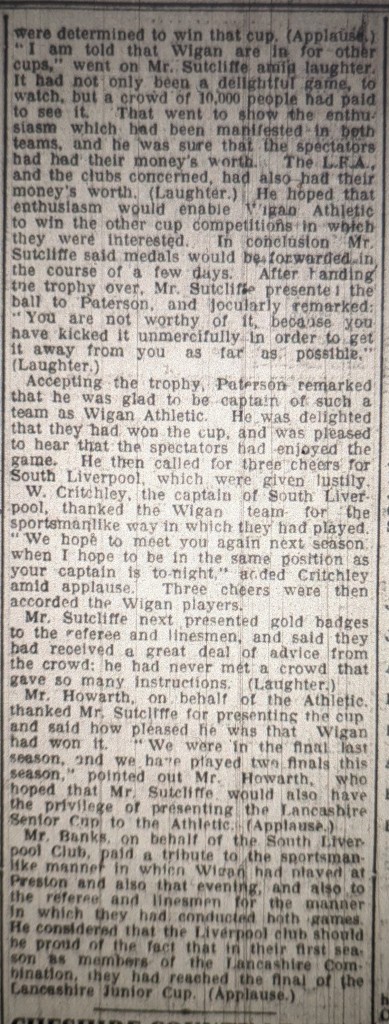 were determined to win that cup. (Applause.)
"I am told that Wigan are in for other
cups," went on Mr. Sutcliffe amid laughter.
It had not only been a delightful game, to
watch, but a crowd of 10,000 people had paid
to see it. That went to show the enthu-
siasm which had been manifested in both
teams, and he was sure that the spectators
had had their money's worth. The L.F.A.,
and the clubs concerned, had also had their
money's worth. (Laughter.) He hoped that
enthusiasm would enable Wigan Athletic
to win the other cup competitions in which
they were interested. In conclusion Mr.
Sutcliffe said medals would be forwarded in
the course of a few days. After handing
the trophy over, Mr. Sutcliffe presented the
ball to Paterson, and jocularly remarked:
"You are not worthy of it, because you
have kicked it unmercifully in order to get
it away from you as far as possible."
(Laughter.)
Accepting the trophy, Paterson remarked
that he was glad to be captain of such a
team as Wigan Athletic. He was delighted
that they had won the cup, and was pleased
to hear that the spectators had enjoyed the
game. He then called for three cheers for
South Liverpool, which were given lustily.
W. Critchley, the captain of South Liver-
pool, thanked the Wigan team for the
sportsmanlike way in which they had played.
"We hope to meet you again next season
when I hope to be in the same position as
your captain is to-night," added Critchley
amid applause. Three cheers were then
accorded the Wigan players.
Mr. Sutcliffe next presented gold badges
to the referee and linesmen, and said they
had received a great deal of advice from
the crowd: he had never met a crowd that
gave so many instructions. (Laughter.)
Mr. Howarth, on behalf of the Athletic,
thanked Mr. Sutcliffe for presenting the cup
and said how pleased he was that Wigan
had won it. "We were in the final last
season, and we have played two finals this
season," pointed out Mr. Howarth, who
hoped that Mr. Sutcliffe would also have
the privilege of presenting the Lancashire
Senior Cup to the Athletic. (Applause.)
Mr. Banks, on behalf of the South Liver-
pool Club, paid a tribute to the sportsman-
like manner in which Wigan had played at
Preston and also that evening, and also to
the referee and linesmen for the manner
in which they had conducted both games.
He considered that the Liverpool club should
be proud of the fact that in their first sea-
son as members of the Lancashire Com-
bination, they had reached the final of the
Lancashire Junior Cup. (Applause.)